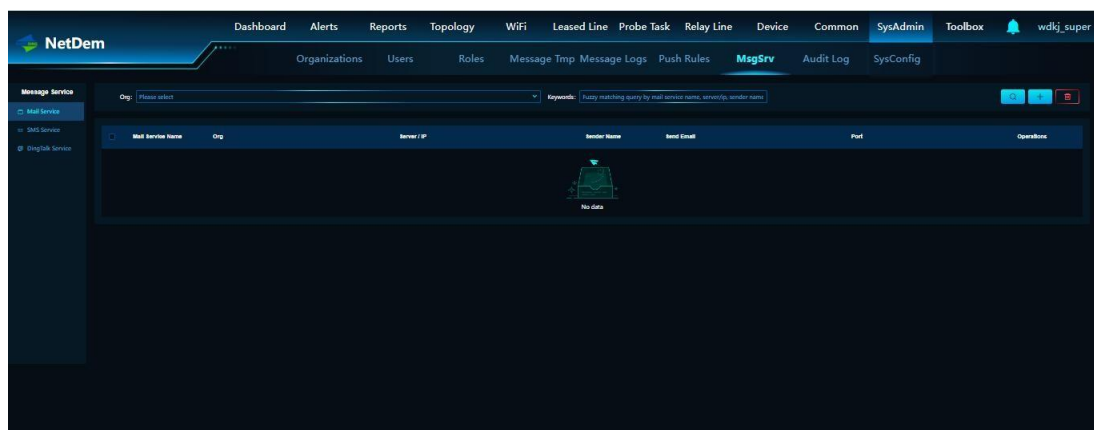 NetDem
Dashboard Alerts Reports Topology WiFi Leased Line Probe Task Relay Line Device Common SysAdmin Toolbox wdkj_super
Organizations Users Roles Message Tmp Message Logs Push Rules MsgSrv Audit Log SysConfig
Message Service
Mail Service
SMS Service
DingTalk Service
Org: Please select Keywords: Fuzzy matching query by mail service name, server/ip, sender name
Mail Service Name Org Server / IP Sender Name Send Email Port Operations
No data